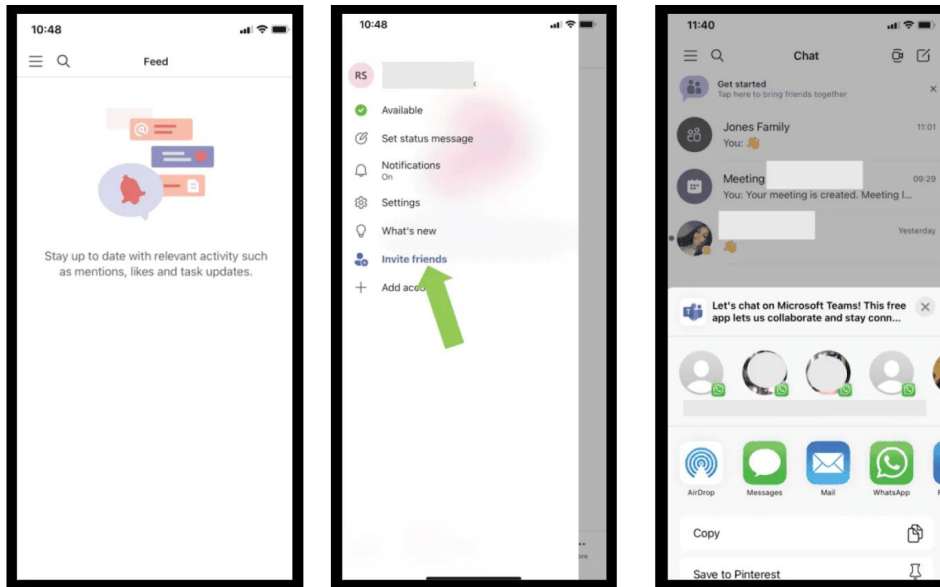 10:48
Feed
Stay up to date with relevant activity such
as mentions, likes and task updates.
10:48
RS
Available
Set status message
Notifications
On
Settings
What's new
Invite friends
Add acco
11:40
Chat
Get started
Tap here to bring friends together
Jones Family
11:01
You: 👋
Meeting
09:29
You: Your meeting is created. Meeting l...
Yesterday
👋
Let's chat on Microsoft Teams! This free
app lets us collaborate and stay conn...
AirDrop
Messages
Mail
WhatsApp
Copy
Save to Pinterest